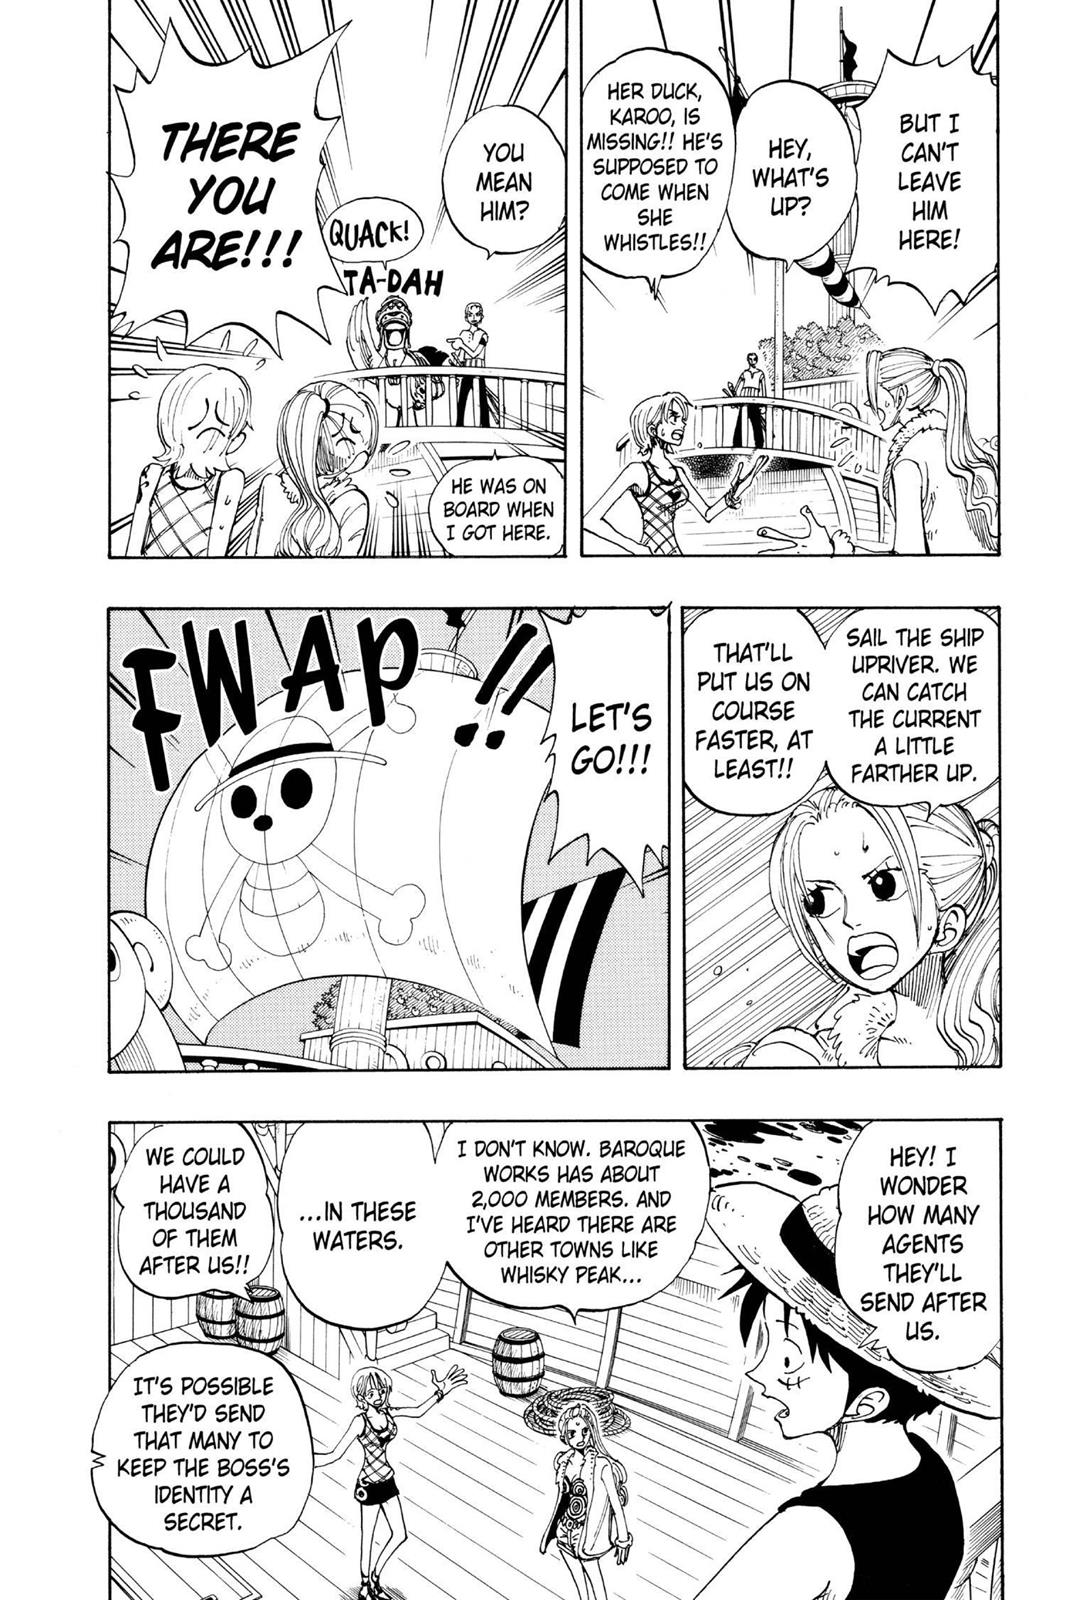 BUT I
CAN'T
LEAVE
HIM
HERE!
HEY,
WHAT'S
UP?
HER DUCK,
KAROO, IS
MISSING!! HE'S
SUPPOSED TO
COME WHEN
SHE
WHISTLES!!
YOU
MEAN
HIM?
QUACK!
TA-DAH
THERE
YOU
ARE!!!
HE WAS ON
BOARD WHEN
I GOT HERE.
SAIL THE SHIP
UPRIVER. WE
CAN CATCH
THE CURRENT
A LITTLE
FARTHER UP.
THAT'LL
PUT US ON
COURSE
FASTER, AT
LEAST!!
LET'S
GO!!!
FWAP!!
HEY! I
WONDER
HOW MANY
AGENTS
THEY'LL
SEND AFTER
US.
I DON'T KNOW. BAROQUE
WORKS HAS ABOUT
2,000 MEMBERS. AND
I'VE HEARD THERE ARE
OTHER TOWNS LIKE
WHISKY PEAK...
...IN THESE
WATERS.
WE COULD
HAVE A
THOUSAND
OF THEM
AFTER US!!
IT'S POSSIBLE
THEY'D SEND
THAT MANY TO
KEEP THE BOSS'S
IDENTITY A
SECRET.